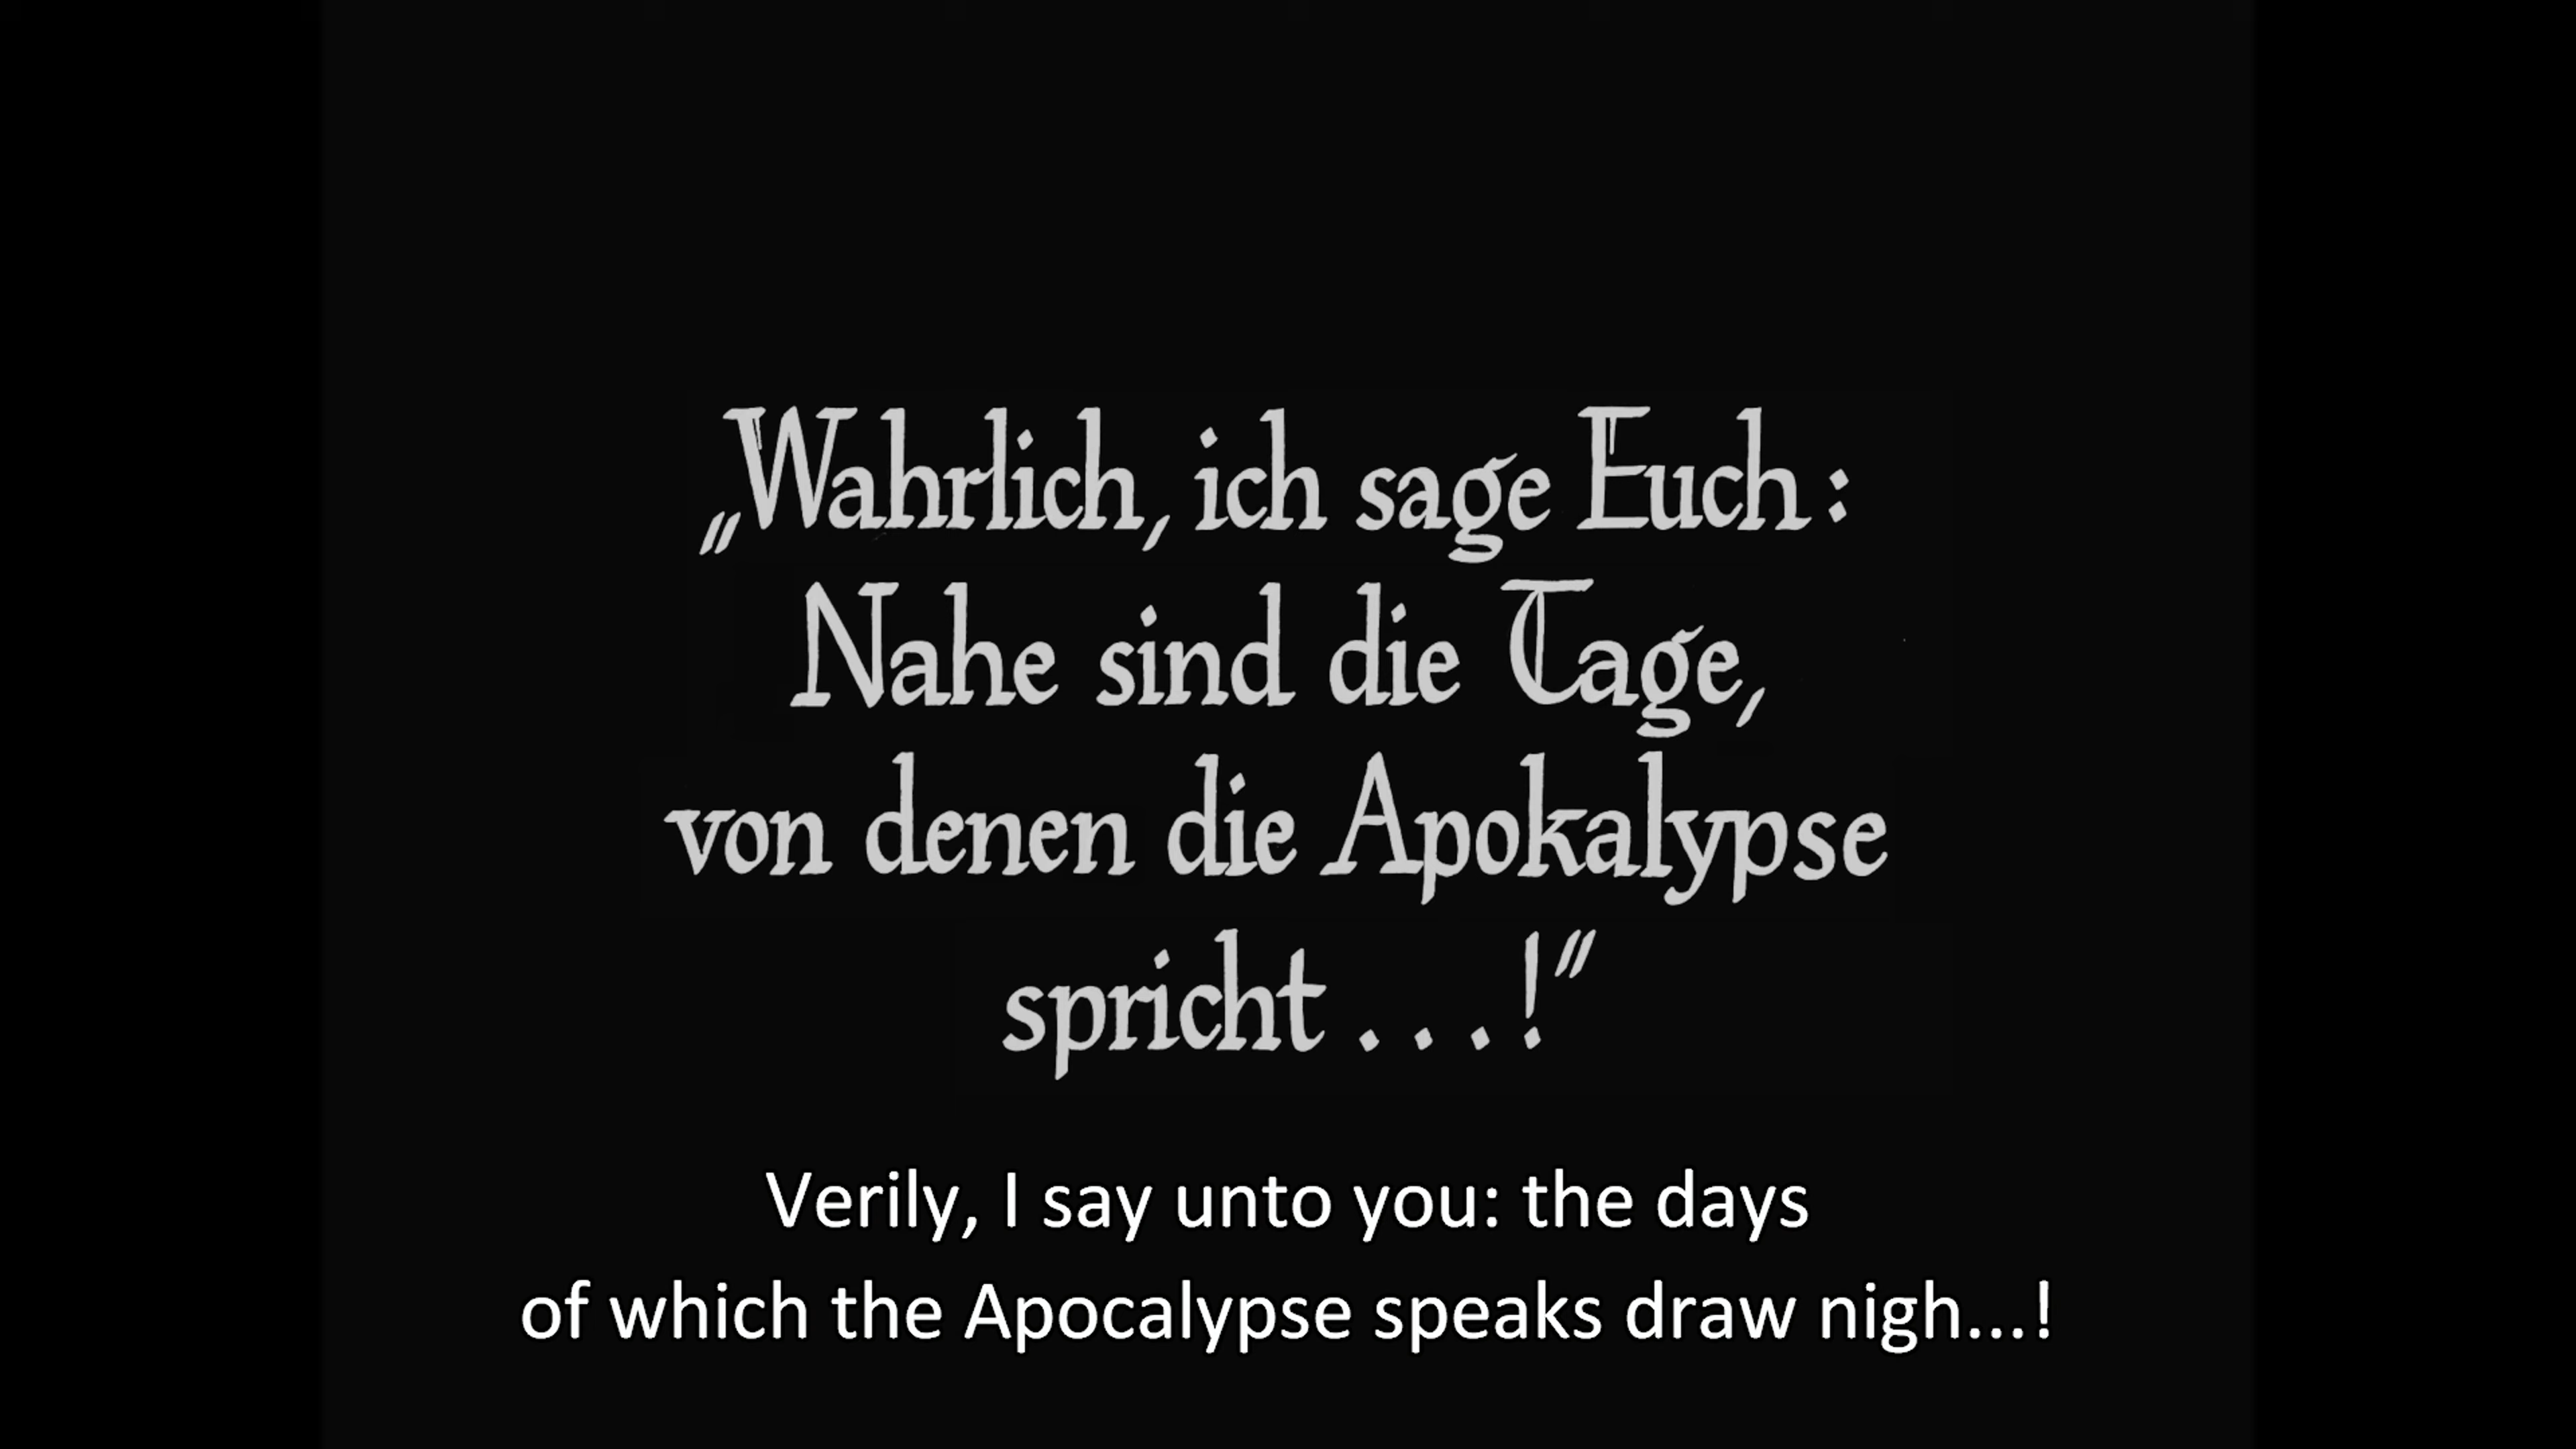 „Wahrlich, ich sage Euch:
Nahe sind die Tage,
von denen die Apokalypse
spricht . . . !"
Verily, I say unto you: the days
of which the Apocalypse speaks draw nigh...!